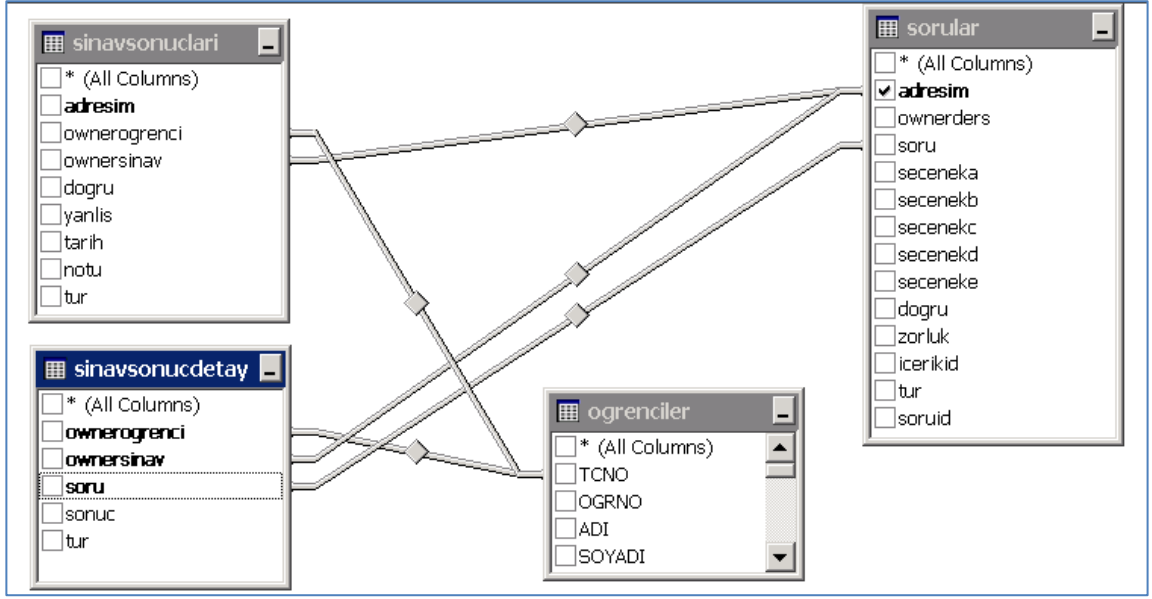 sinavsonuclari
* (All Columns)
adresim
ownerogrenci
ownersinav
dogru
yanlis
tarih
notu
tur
sinavsonucdetay
* (All Columns)
ownerogrenci
ownersinav
soru
sonuc
tur
ogrenciler
* (All Columns)
TCNO
OGRNO
ADI
SOYADI
sorular
* (All Columns)
adresim
ownerders
soru
seceneka
secenekb
secenekc
secenekd
seceneke
dogru
zorluk
icerikid
tur
soruid